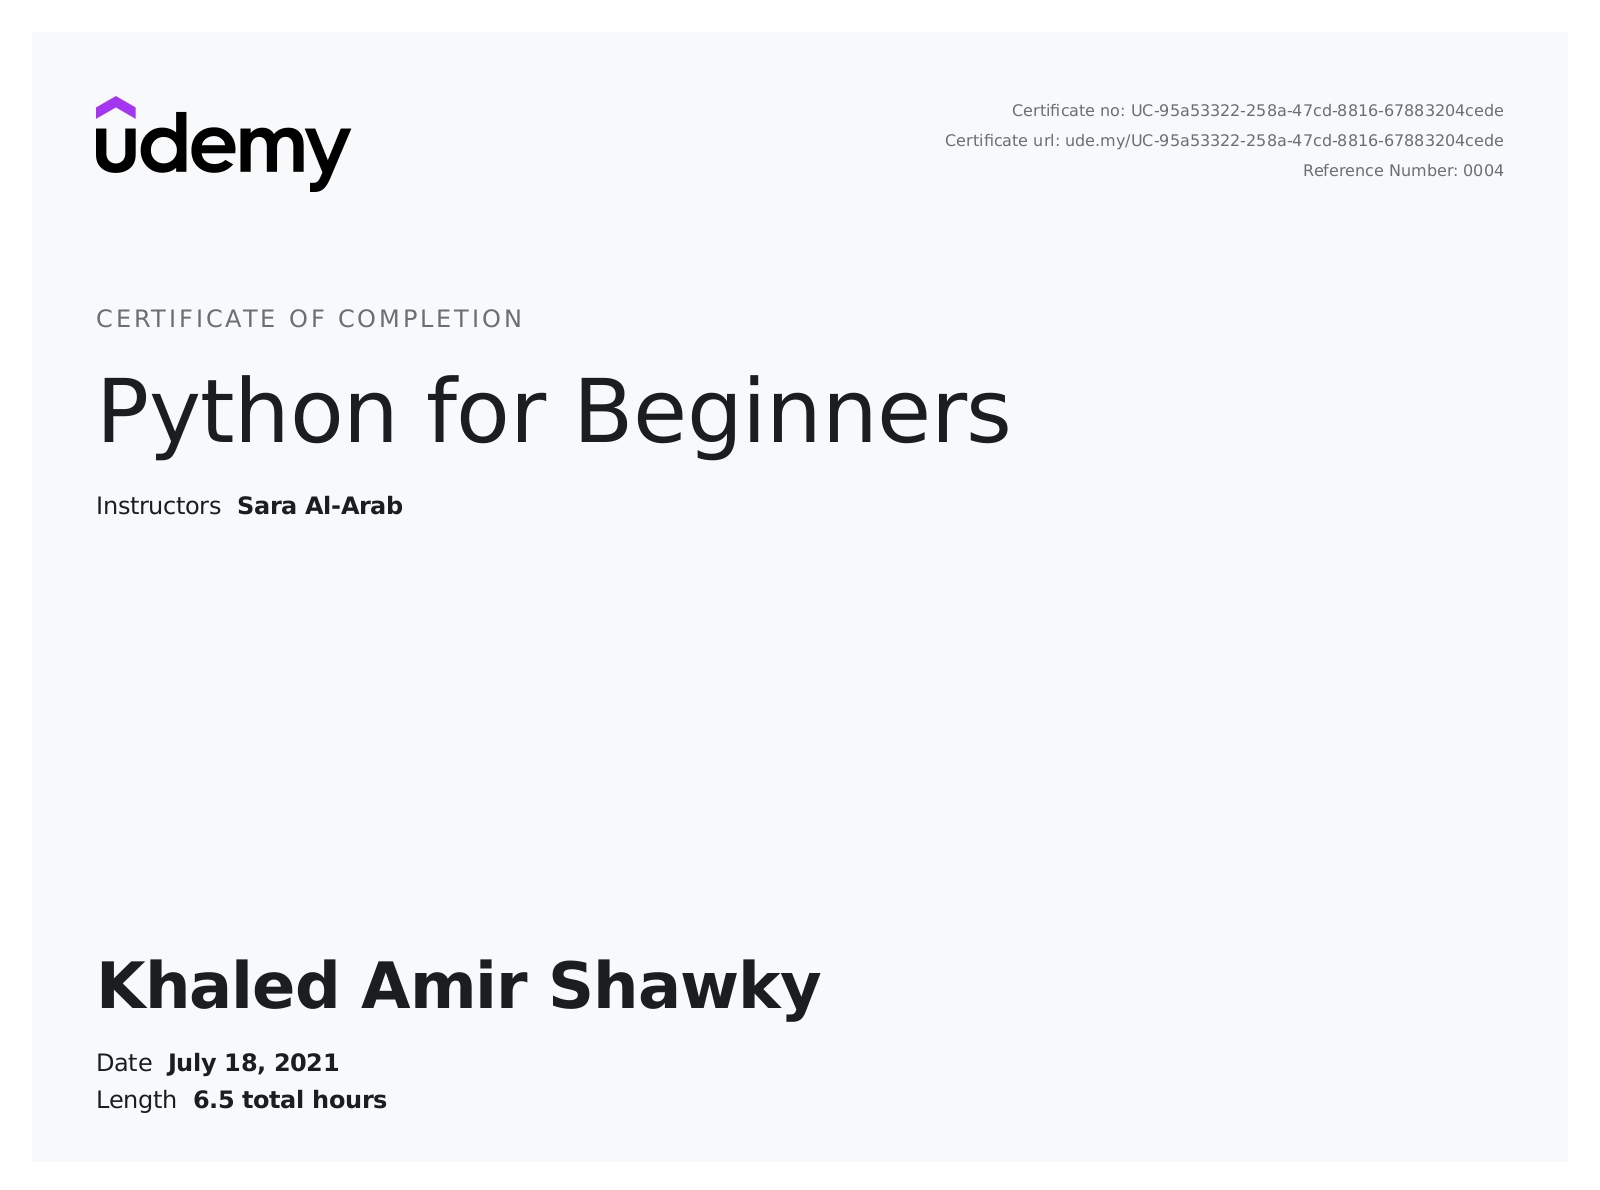 udemy
Certificate no: UC-95a53322-258a-47cd-8816-67883204cede
Certificate url: ude.my/UC-95a53322-258a-47cd-8816-67883204cede
Reference Number: 0004
CERTIFICATE OF COMPLETION
Python for Beginners
Instructors Sara Al-Arab
Khaled Amir Shawky
Date July 18, 2021
Length 6.5 total hours